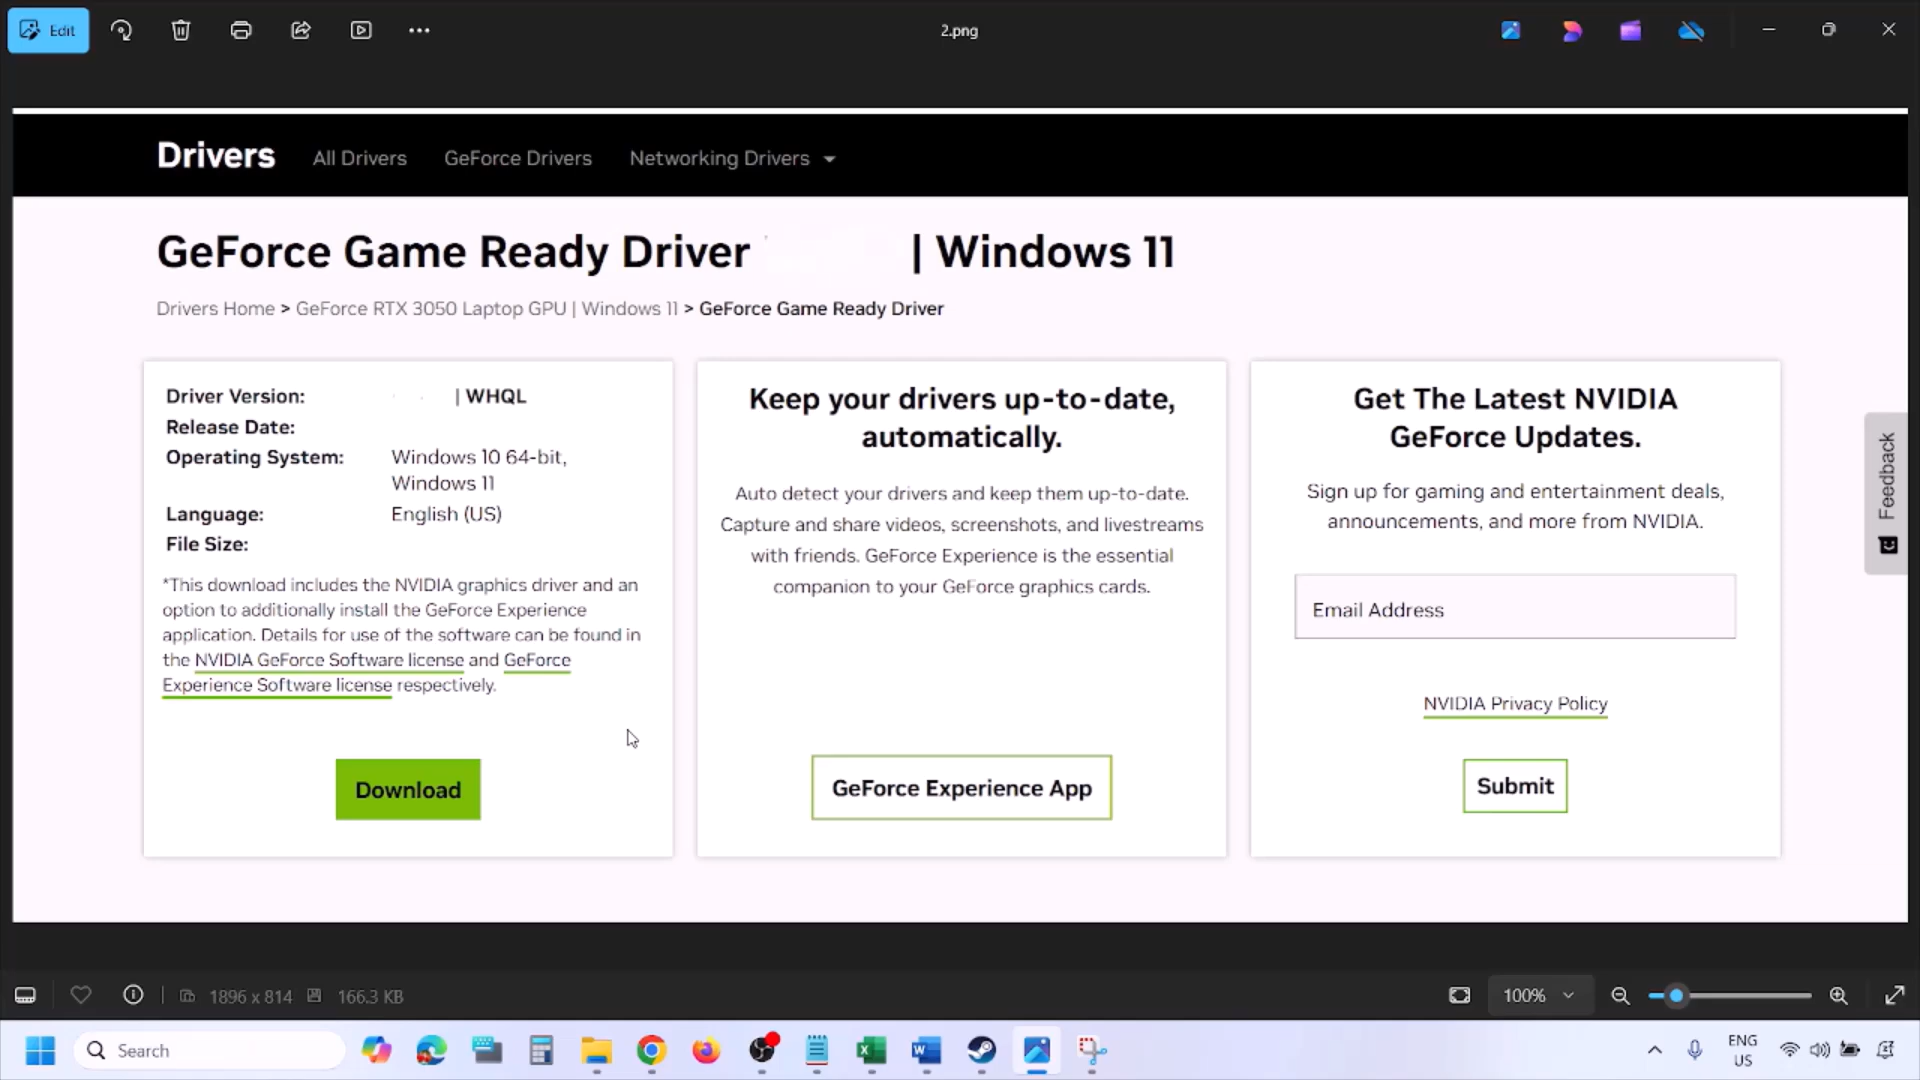 Edit
2.png
Drivers
All Drivers
GeForce Drivers
Networking Drivers
GeForce Game Ready Driver | Windows 11
Drivers Home > GeForce RTX 3050 Laptop GPU | Windows 11 > GeForce Game Ready Driver
Driver Version: | WHQL
Release Date:
Operating System: Windows 10 64-bit,
Windows 11
Language: English (US)
File Size:
*This download includes the NVIDIA graphics driver and an
option to additionally install the GeForce Experience
application. Details for use of the software can be found in
the NVIDIA GeForce Software license and GeForce
Experience Software license respectively.
Download
Keep your drivers up-to-date,
automatically.
Auto detect your drivers and keep them up-to-date.
Capture and share videos, screenshots, and livestreams
with friends. GeForce Experience is the essential
companion to your GeForce graphics cards.
GeForce Experience App
Get The Latest NVIDIA
GeForce Updates.
Sign up for gaming and entertainment deals,
announcements, and more from NVIDIA.
Email Address
NVIDIA Privacy Policy
Submit
Feedback
1896 x 814
166.3 KB
100%
Search
ENG
US